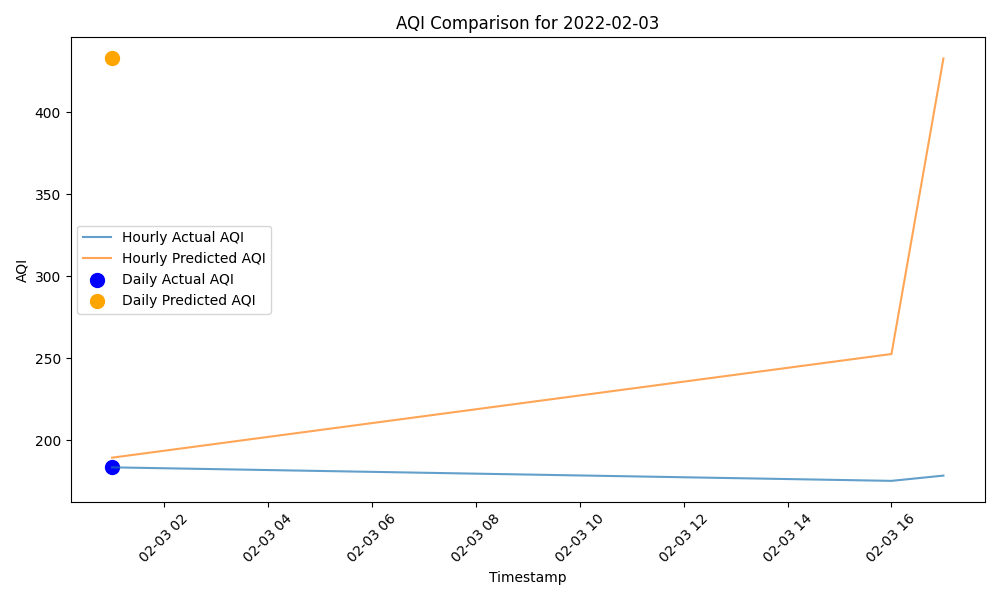 AQI Comparison for 2022-02-03
AQI
400
350
300
250
200
Hourly Actual AQI
Hourly Predicted AQI
Daily Actual AQI
Daily Predicted AQI
02-03 02
02-03 04
02-03 06
02-03 08
02-03 10
02-03 12
02-03 14
02-03 16
Timestamp